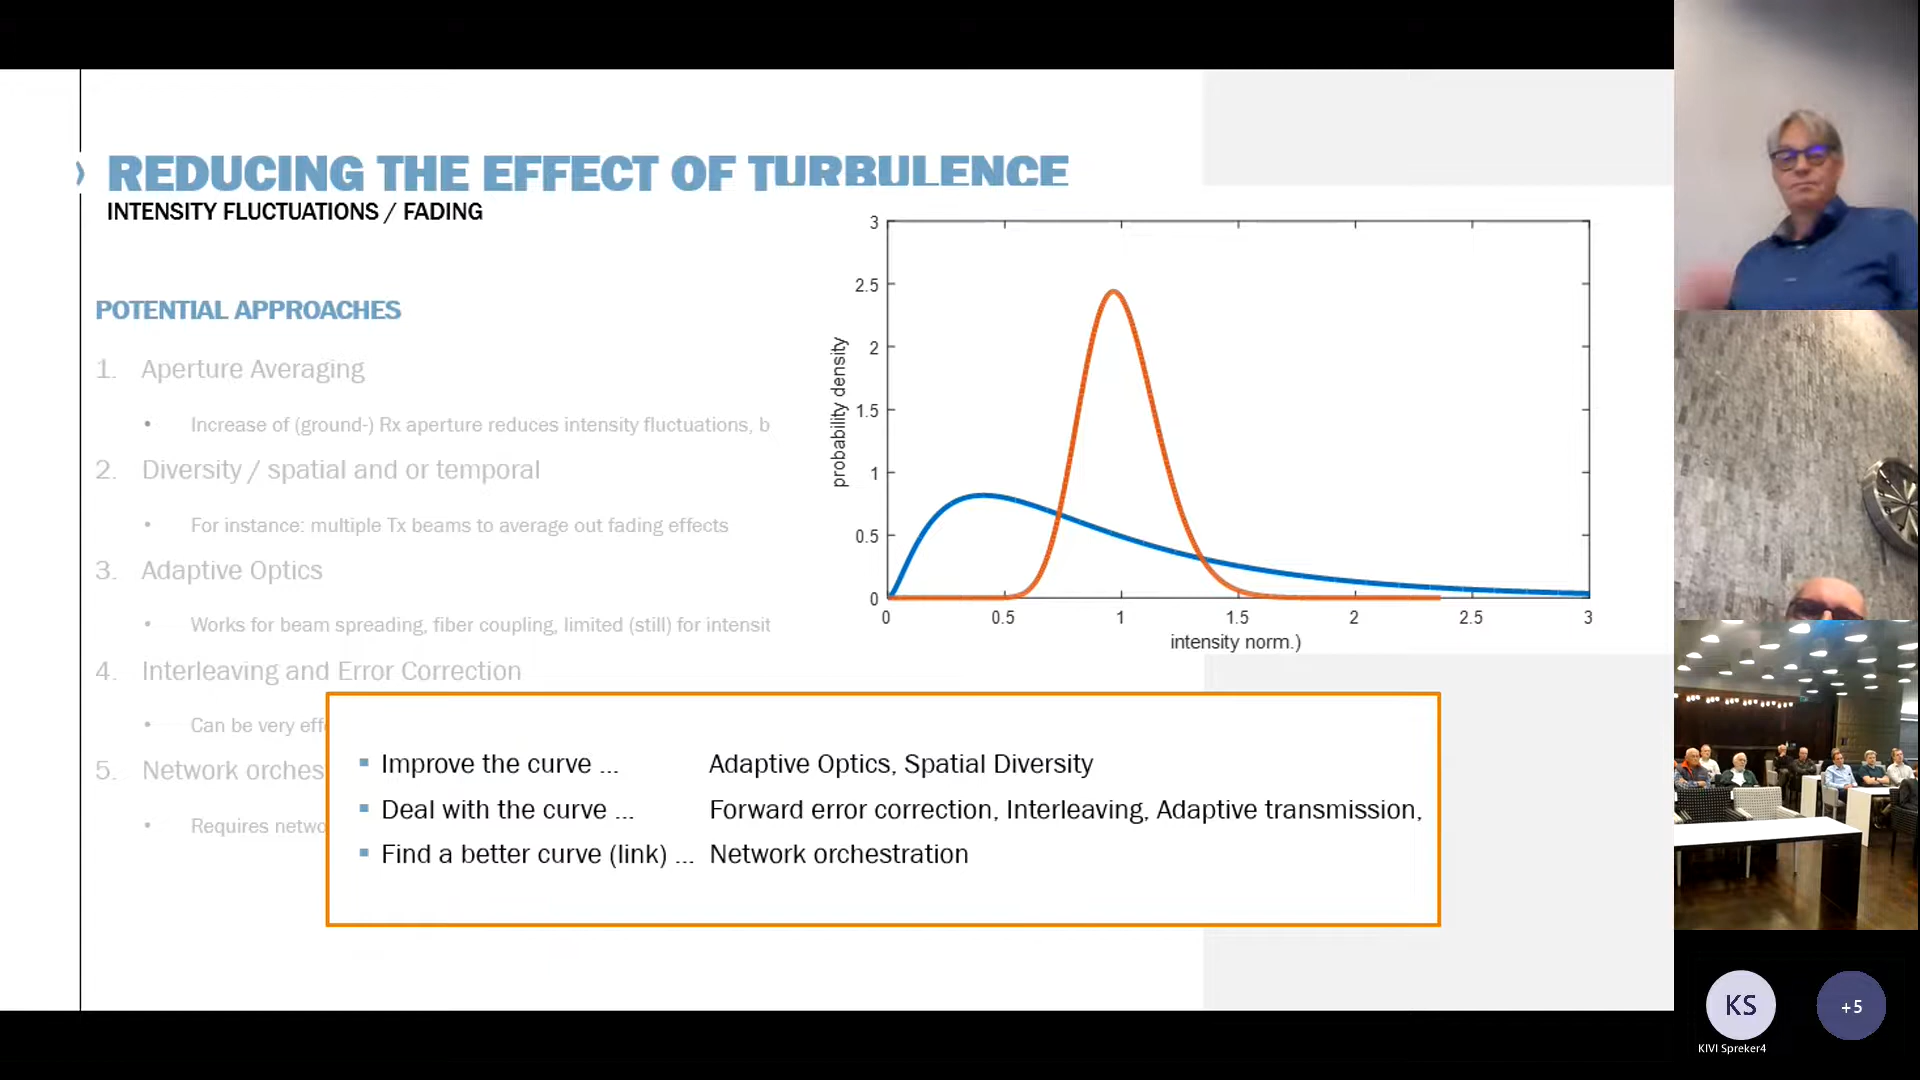 REDUCING THE EFFECT OF TURBULENCE
INTENSITY FLUCTUATIONS / FADING
POTENTIAL APPROACHES
1. Aperture Averaging
• Increase of (ground-) Rx aperture reduces intensity fluctuations, b
2. Diversity / spatial and or temporal
• For instance: multiple Tx beams to average out fading effects
3. Adaptive Optics
• Works for beam spreading, fiber coupling, limited (still) for intensit
4. Interleaving and Error Correction
• Can be very eff
5. Network orches
• Requires netwo
3
2.5
2
1.5
1
0.5
0
probability density
0 0.5 1 1.5 2 2.5 3
intensity norm.)
▪ Improve the curve ... Adaptive Optics, Spatial Diversity
▪ Deal with the curve ... Forward error correction, Interleaving, Adaptive transmission,
▪ Find a better curve (link) ... Network orchestration
KS
+5
KIVI Spreker4